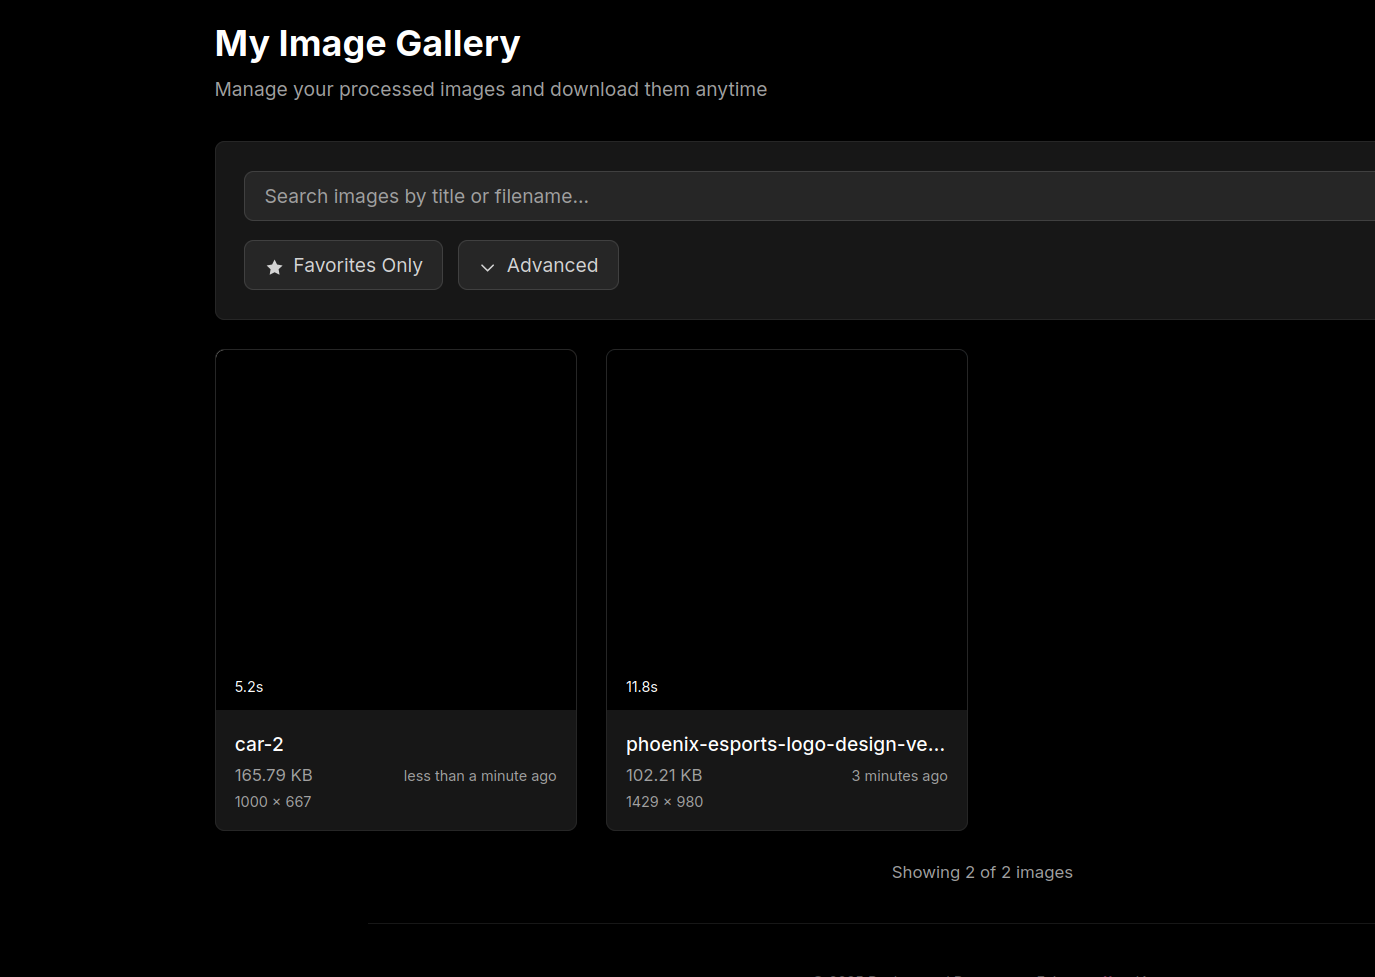 My Image Gallery
Manage your processed images and download them anytime
Search images by title or filename...
Favorites Only
Advanced
5.2s
11.8s
car-2
phoenix-esports-logo-design-ve...
165.79 KB
less than a minute ago
102.21 KB
3 minutes ago
1000 × 667
1429 × 980
Showing 2 of 2 images